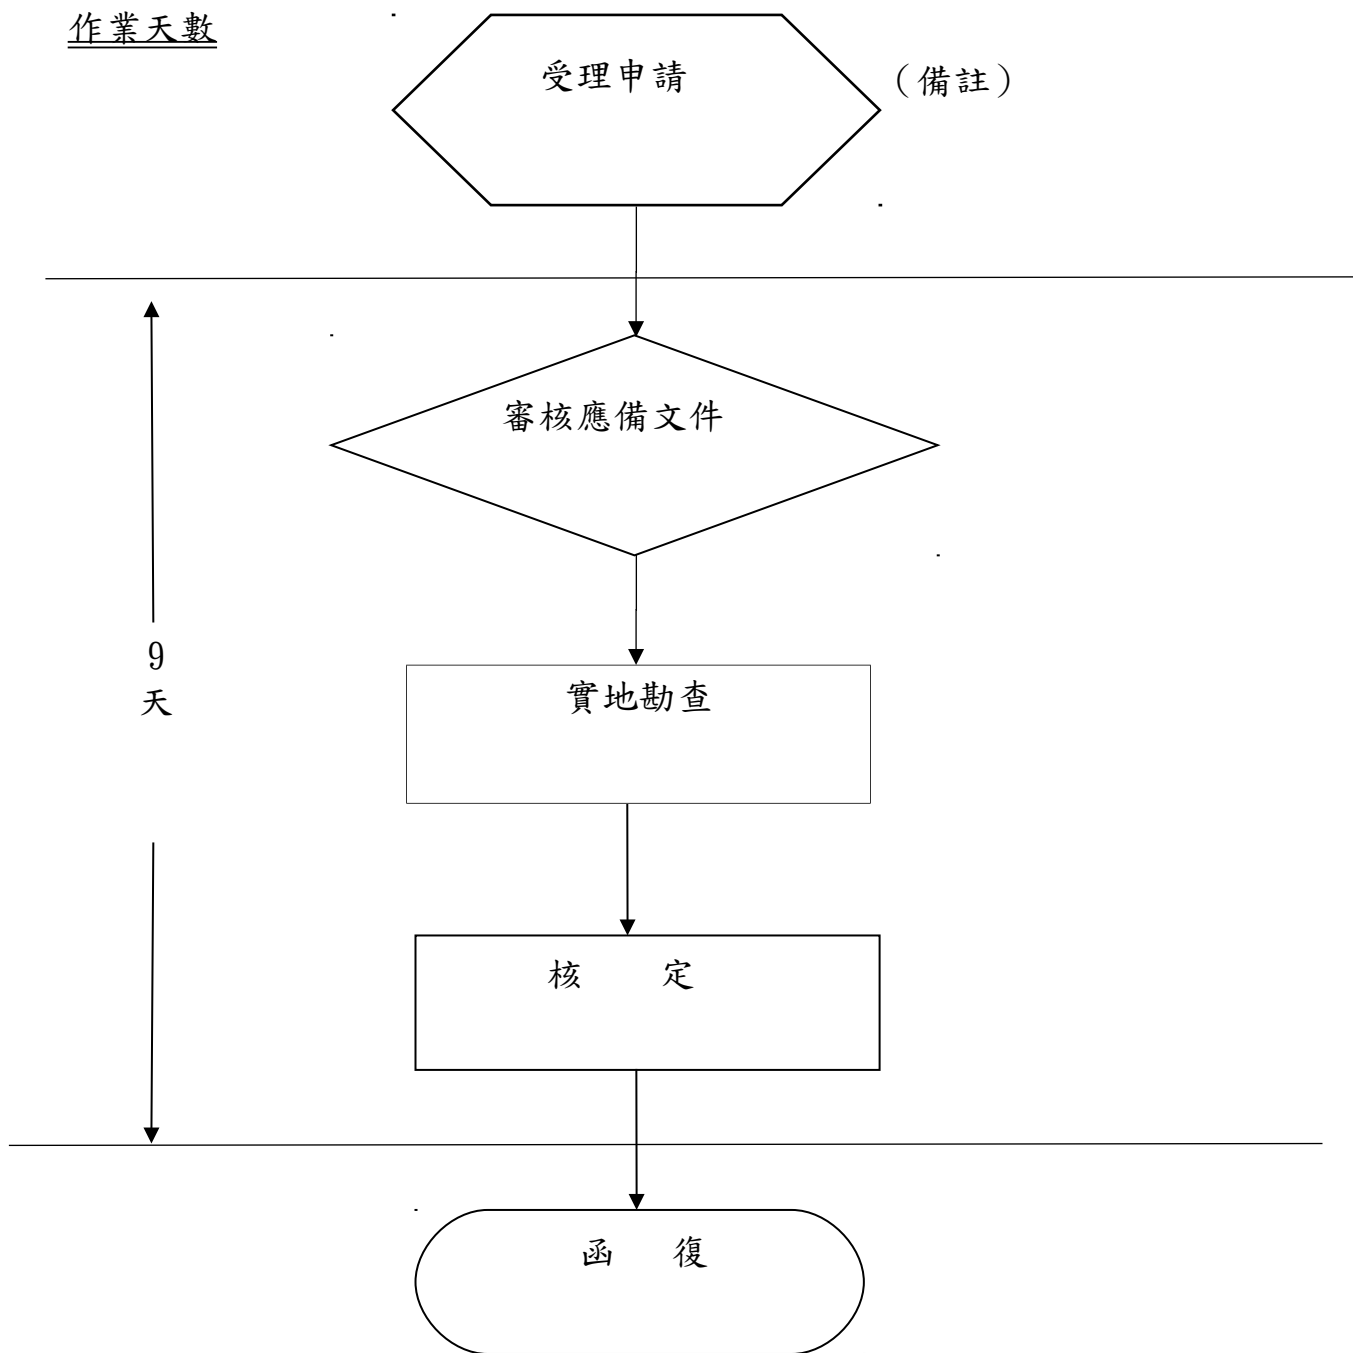 作業天數
受理申請
（備註）
審核應備文件
9
天
實地勘查
核 定
函 復